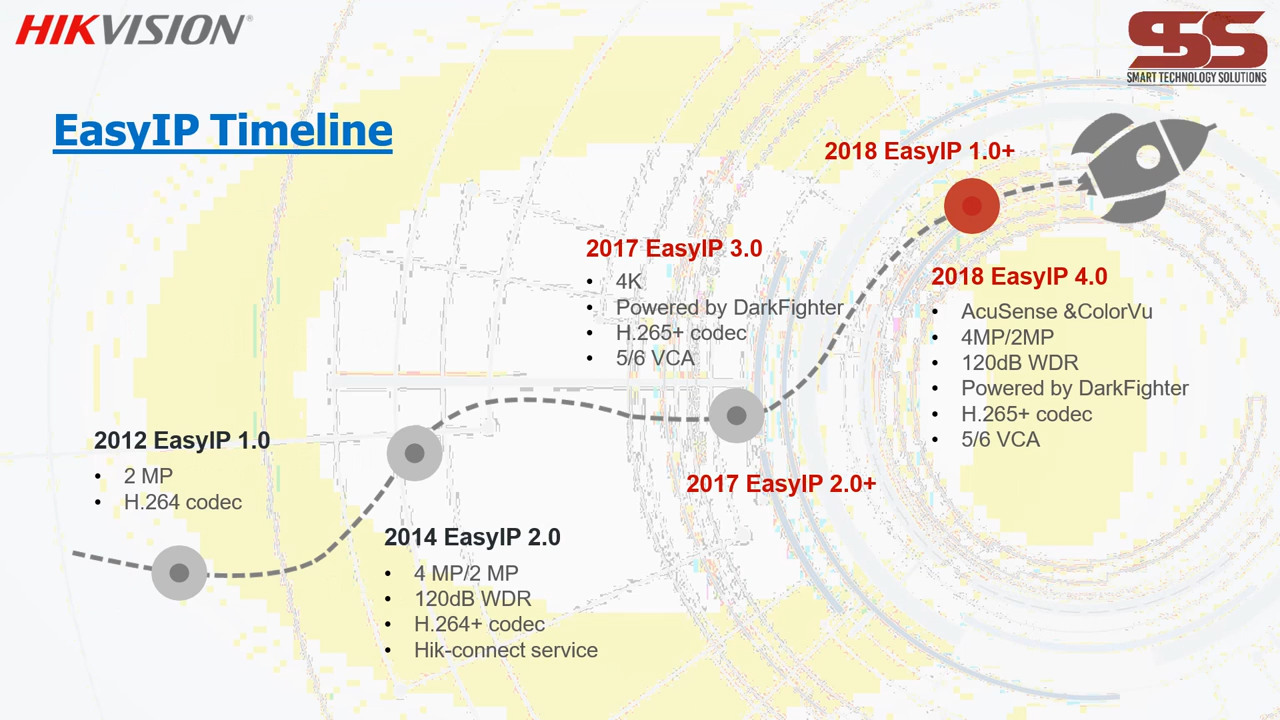 HIKVISION®
SS
SMART TECHNOLOGY SOLUTIONS
EasyIP Timeline
2012 EasyIP 1.0
• 2 MP
• H.264 codec
2014 EasyIP 2.0
• 4 MP/2 MP
• 120dB WDR
• H.264+ codec
• Hik-connect service
2017 EasyIP 3.0
• 4K
• Powered by DarkFighter
• H.265+ codec
• 5/6 VCA
2017 EasyIP 2.0+
2018 EasyIP 1.0+
2018 EasyIP 4.0
• AcuSense &ColorVu
• 4MP/2MP
• 120dB WDR
• Powered by DarkFighter
• H.265+ codec
• 5/6 VCA